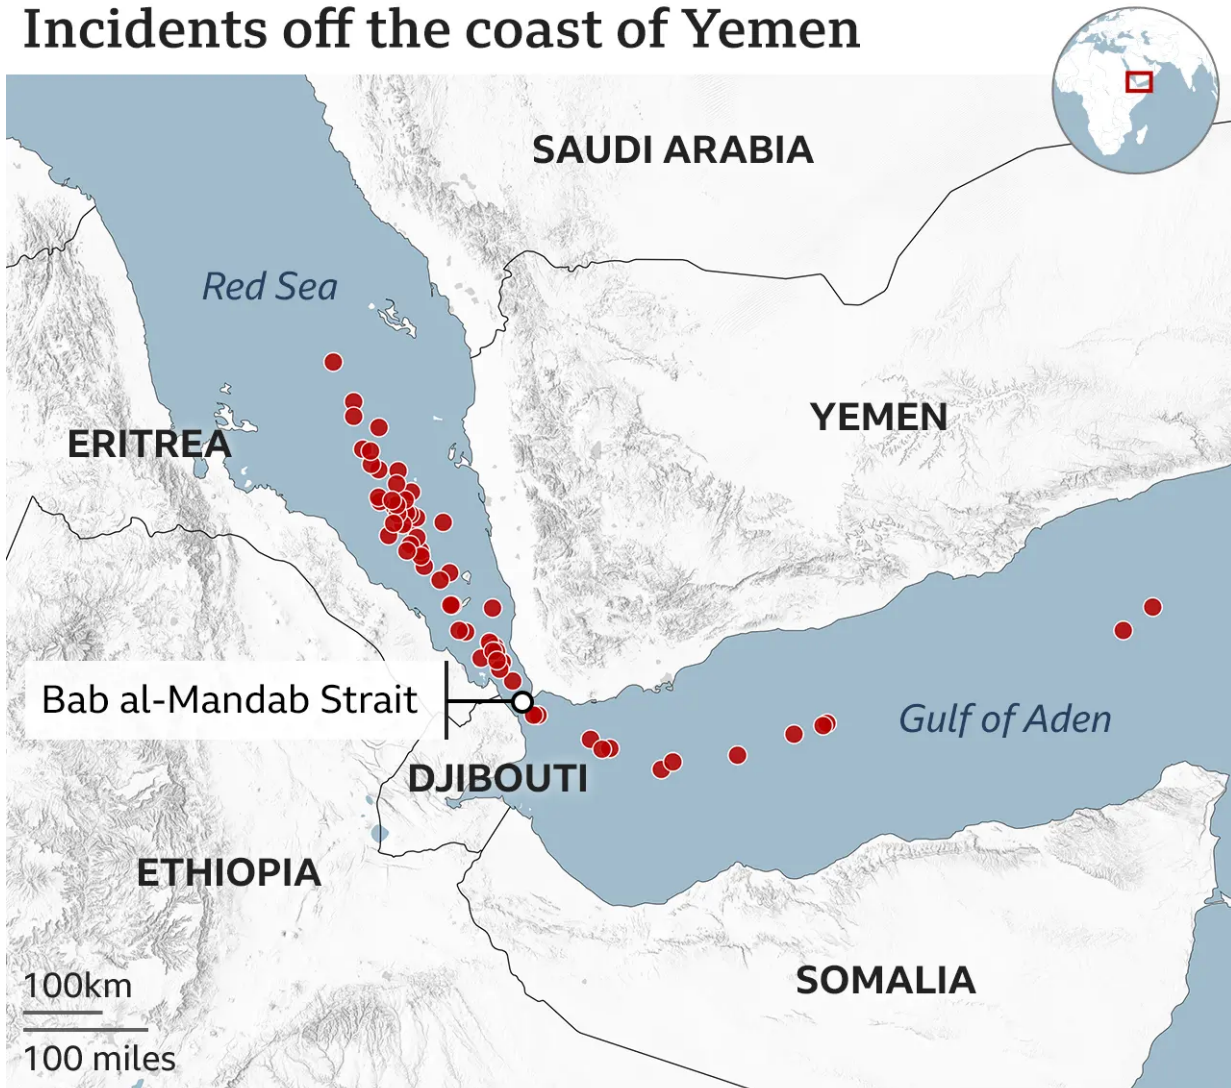 Incidents off the coast of Yemen
SAUDI ARABIA
Red Sea
YEMEN
ERITREA
Bab al-Mandab Strait
Gulf of Aden
DJIBOUTI
ETHIOPIA
SOMALIA
100km
100 miles